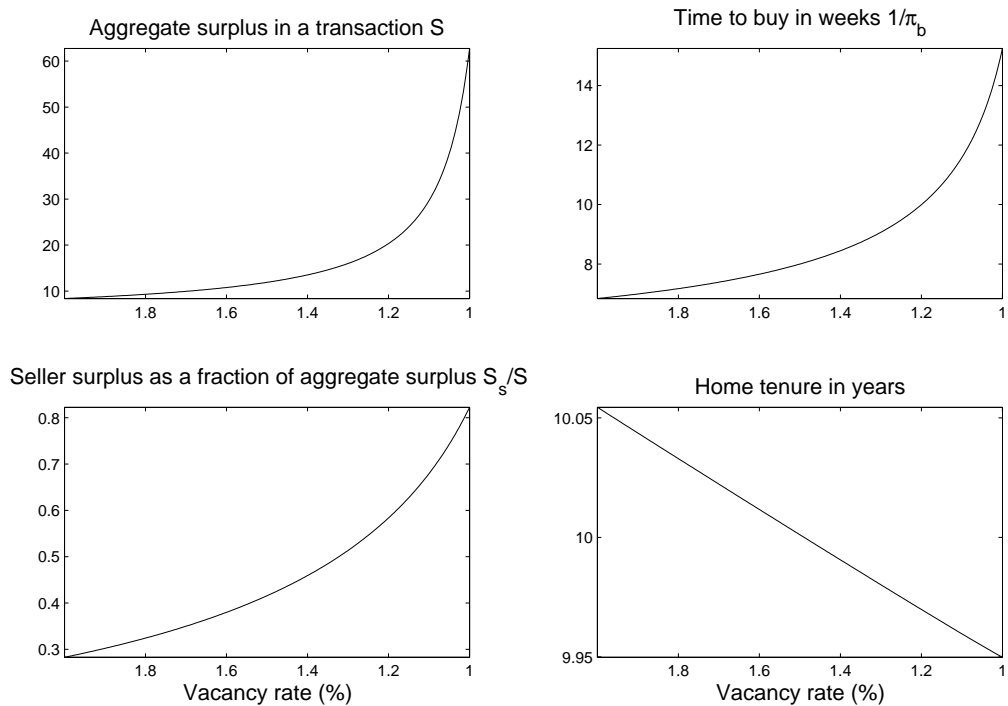 Aggregate surplus in a transaction S
60
50
40
30
20
10
1.8 1.6 1.4 1.2 1
Time to buy in weeks 1/π_b
14
12
10
8
1.8 1.6 1.4 1.2 1
Seller surplus as a fraction of aggregate surplus S_s/S
0.8
0.7
0.6
0.5
0.4
0.3
1.8 1.6 1.4 1.2 1
Vacancy rate (%)
Home tenure in years
10.05
10
9.95
1.8 1.6 1.4 1.2 1
Vacancy rate (%)